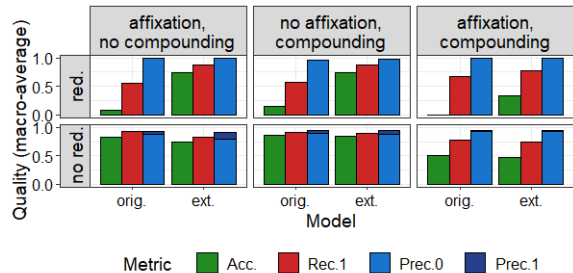 affixation,
no compounding
no affixation,
compounding
affixation,
compounding
Quality (macro-average)
red.
1.0
0.5
0.0
no red.
1.0
0.5
0.0
orig. ext. orig. ext. orig. ext.
Model
Metric Acc. Rec.1 Prec.0 Prec.1